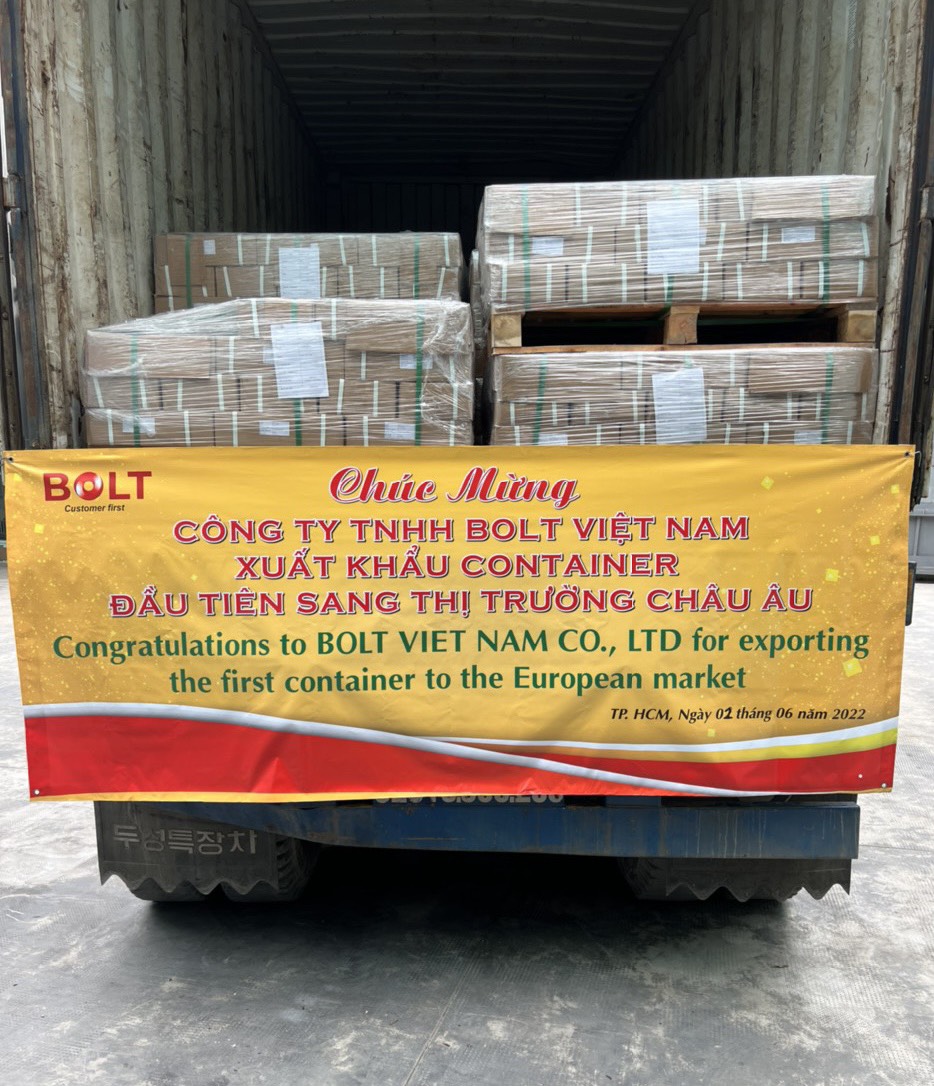 BOLT
Customer first
Chúc Mừng
CÔNG TY TNHH BOLT VIỆT NAM
XUẤT KHẨU CONTAINER
ĐẦU TIÊN SANG THỊ TRƯỜNG CHÂU ÂU
Congratulations to BOLT VIET NAM CO., LTD for exporting
the first container to the European market
TP. HCM, Ngày 02 tháng 06 năm 2022
두성특장차